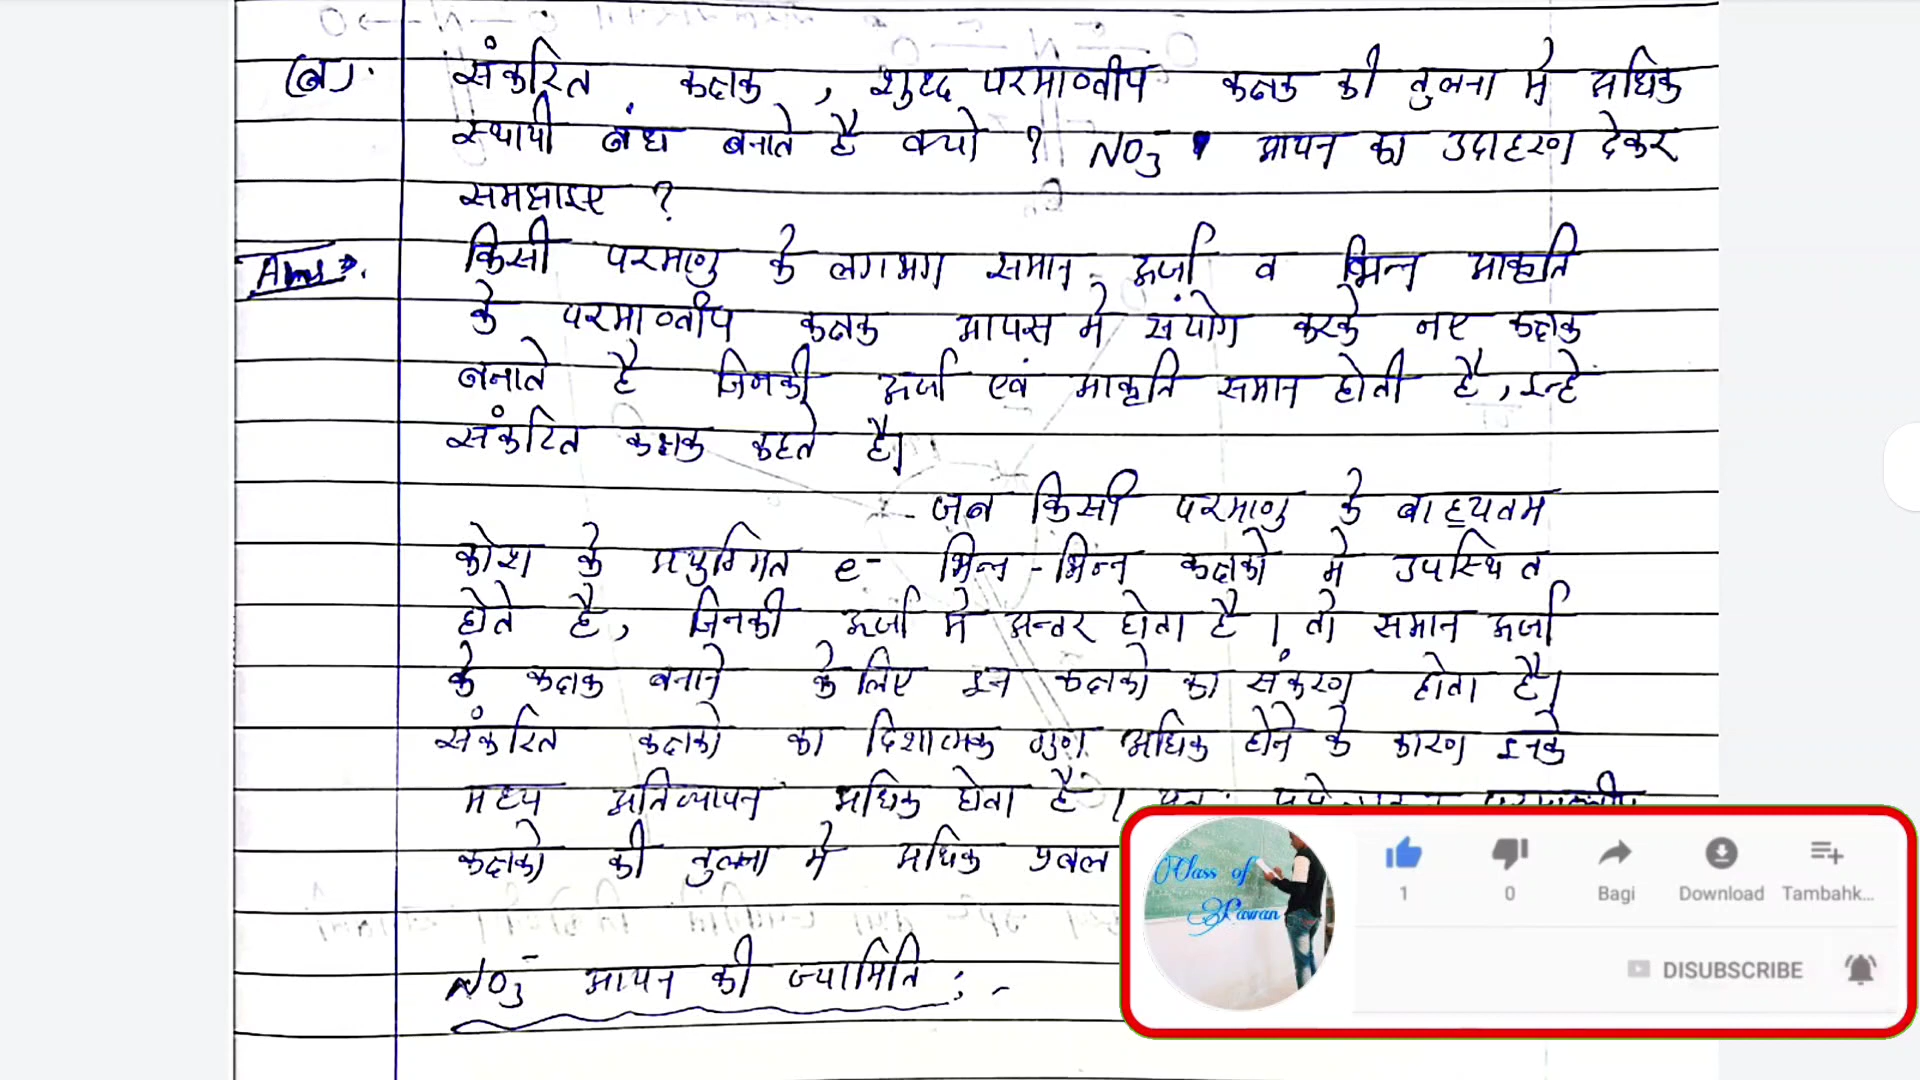 (ब). संकरित कक्षक, शुध्द परमाण्वीय कक्षक की तुलना में अधिक
स्थायी बंध बनाते है क्यो ? NO₃⁻ आयन का उदाहरण देकर
समझाइए ?
Ans. किसी परमाणु के लगभग समान ऊर्जा व भिन्न आकृति
के परमाण्वीय कक्षक आपस मे संयोग करके नए कक्षक
बनाते है जिनकी ऊर्जा एवं आकृति समान होती है, इन्हे
संकरित कक्षक कहते है।
जब किसी परमाणु के बाह्यतम
कोश के अयुग्मित e⁻ भिन्न-भिन्न कक्षको मे उपस्थित
होते है, जिनकी ऊर्जा मे अन्तर होता है। तो समान ऊर्जा
के कक्षक बनाने के लिए इन कक्षको का संकरण होता है।
संकरित कक्षको का दिशात्मक गुण अधिक होने के कारण इनके
मध्य अतिव्यापन अधिक होता है।
कक्षको की तुलना मे अधिक प्रबल
NO₃⁻ आयन की ज्यामिति :-
Class of
Pawan
1
0
Bagi
Download
Tambahk...
DISUBSCRIBE